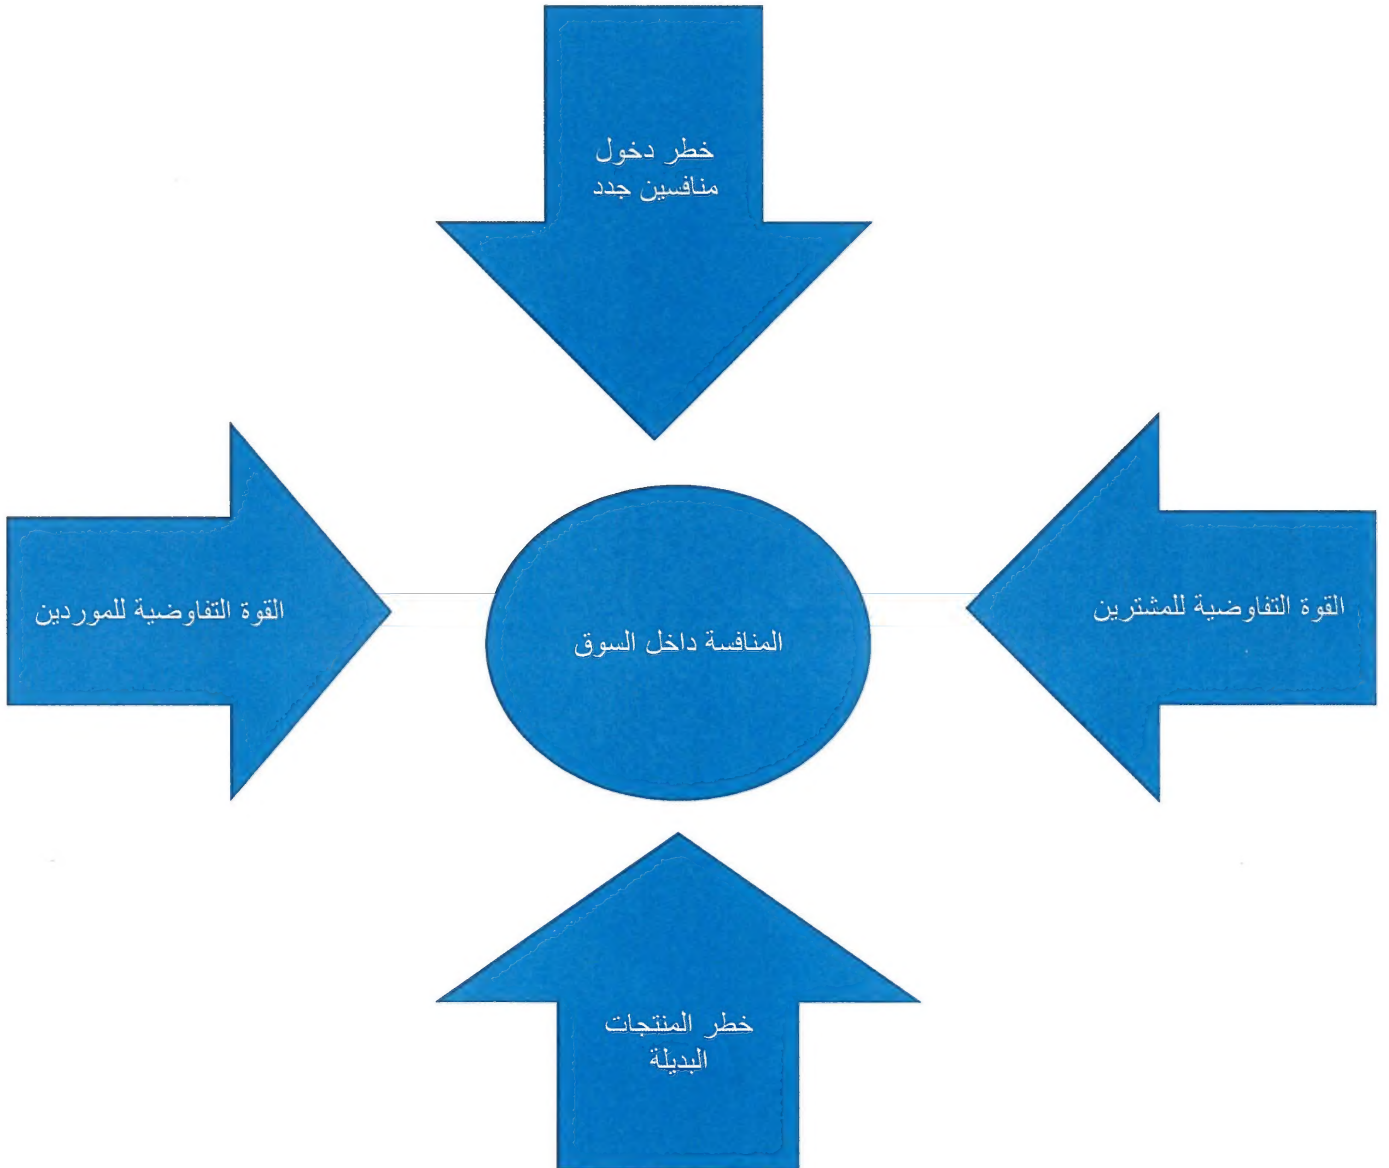 خطر دخول
منافسين جدد
القوة التفاوضية للمشترين
المنافسة داخل السوق
القوة التفاوضية للموردين
خطر المنتجات
البديلة